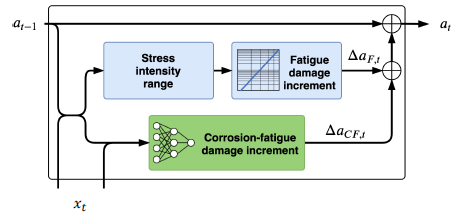 a_{t-1}
a_t
Stress
intensity
range
Fatigue
damage
increment
Δa_{F,t}
Corrosion-fatigue
damage increment
Δa_{CF,t}
x_t